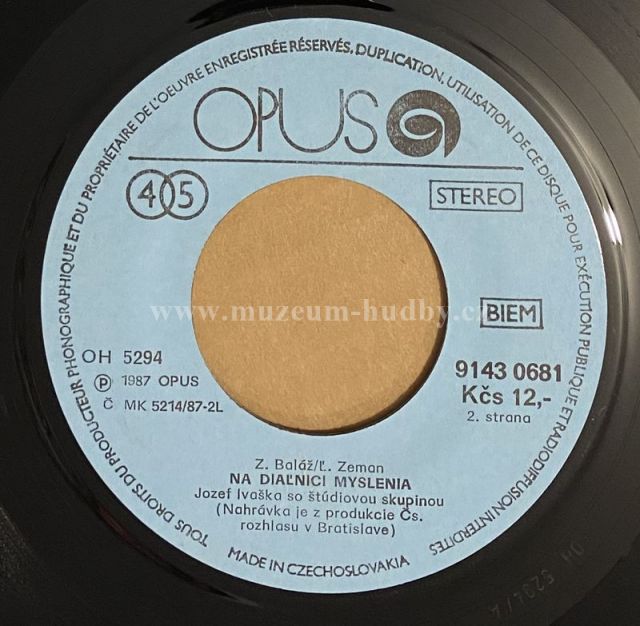 TOUS DROITS DU PRODUCTEUR PHONOGRAPHIQUE ET DU PROPRIÉTAIRE DE L'OEUVRE ENREGISTRÉE RÉSERVÉS, DUPLICATION, UTILISATION DE CE DISQUE POUR EXÉCUTION PUBLIQUE ET RADIODIFFUSION INTERDITES
OPUS
45
STEREO
www.muzeum-hudby.cz
BIEM
OH 5294
Ⓟ 1987 OPUS
Č MK 5214/87-2L
9143 0681
Kčs 12,-
2. strana
Z. Baláž/Ľ. Zeman
NA DIAĽNICI MYSLENIA
Jozef Ivaška so štúdiovou skupinou
(Nahrávka je z produkcie Čs.
rozhlasu v Bratislave)
MADE IN CZECHOSLOVAKIA